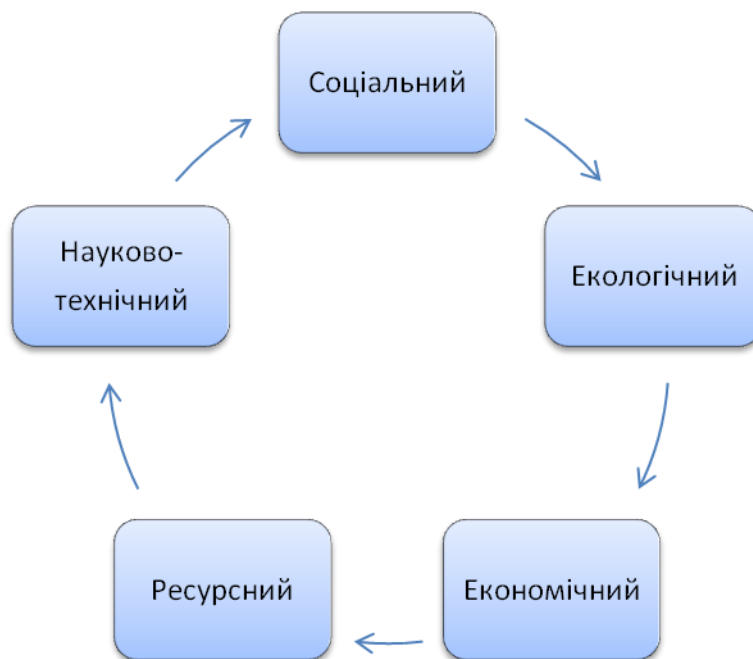 Соціальний
Екологічний
Економічний
Ресурсний
Науково-
технічний